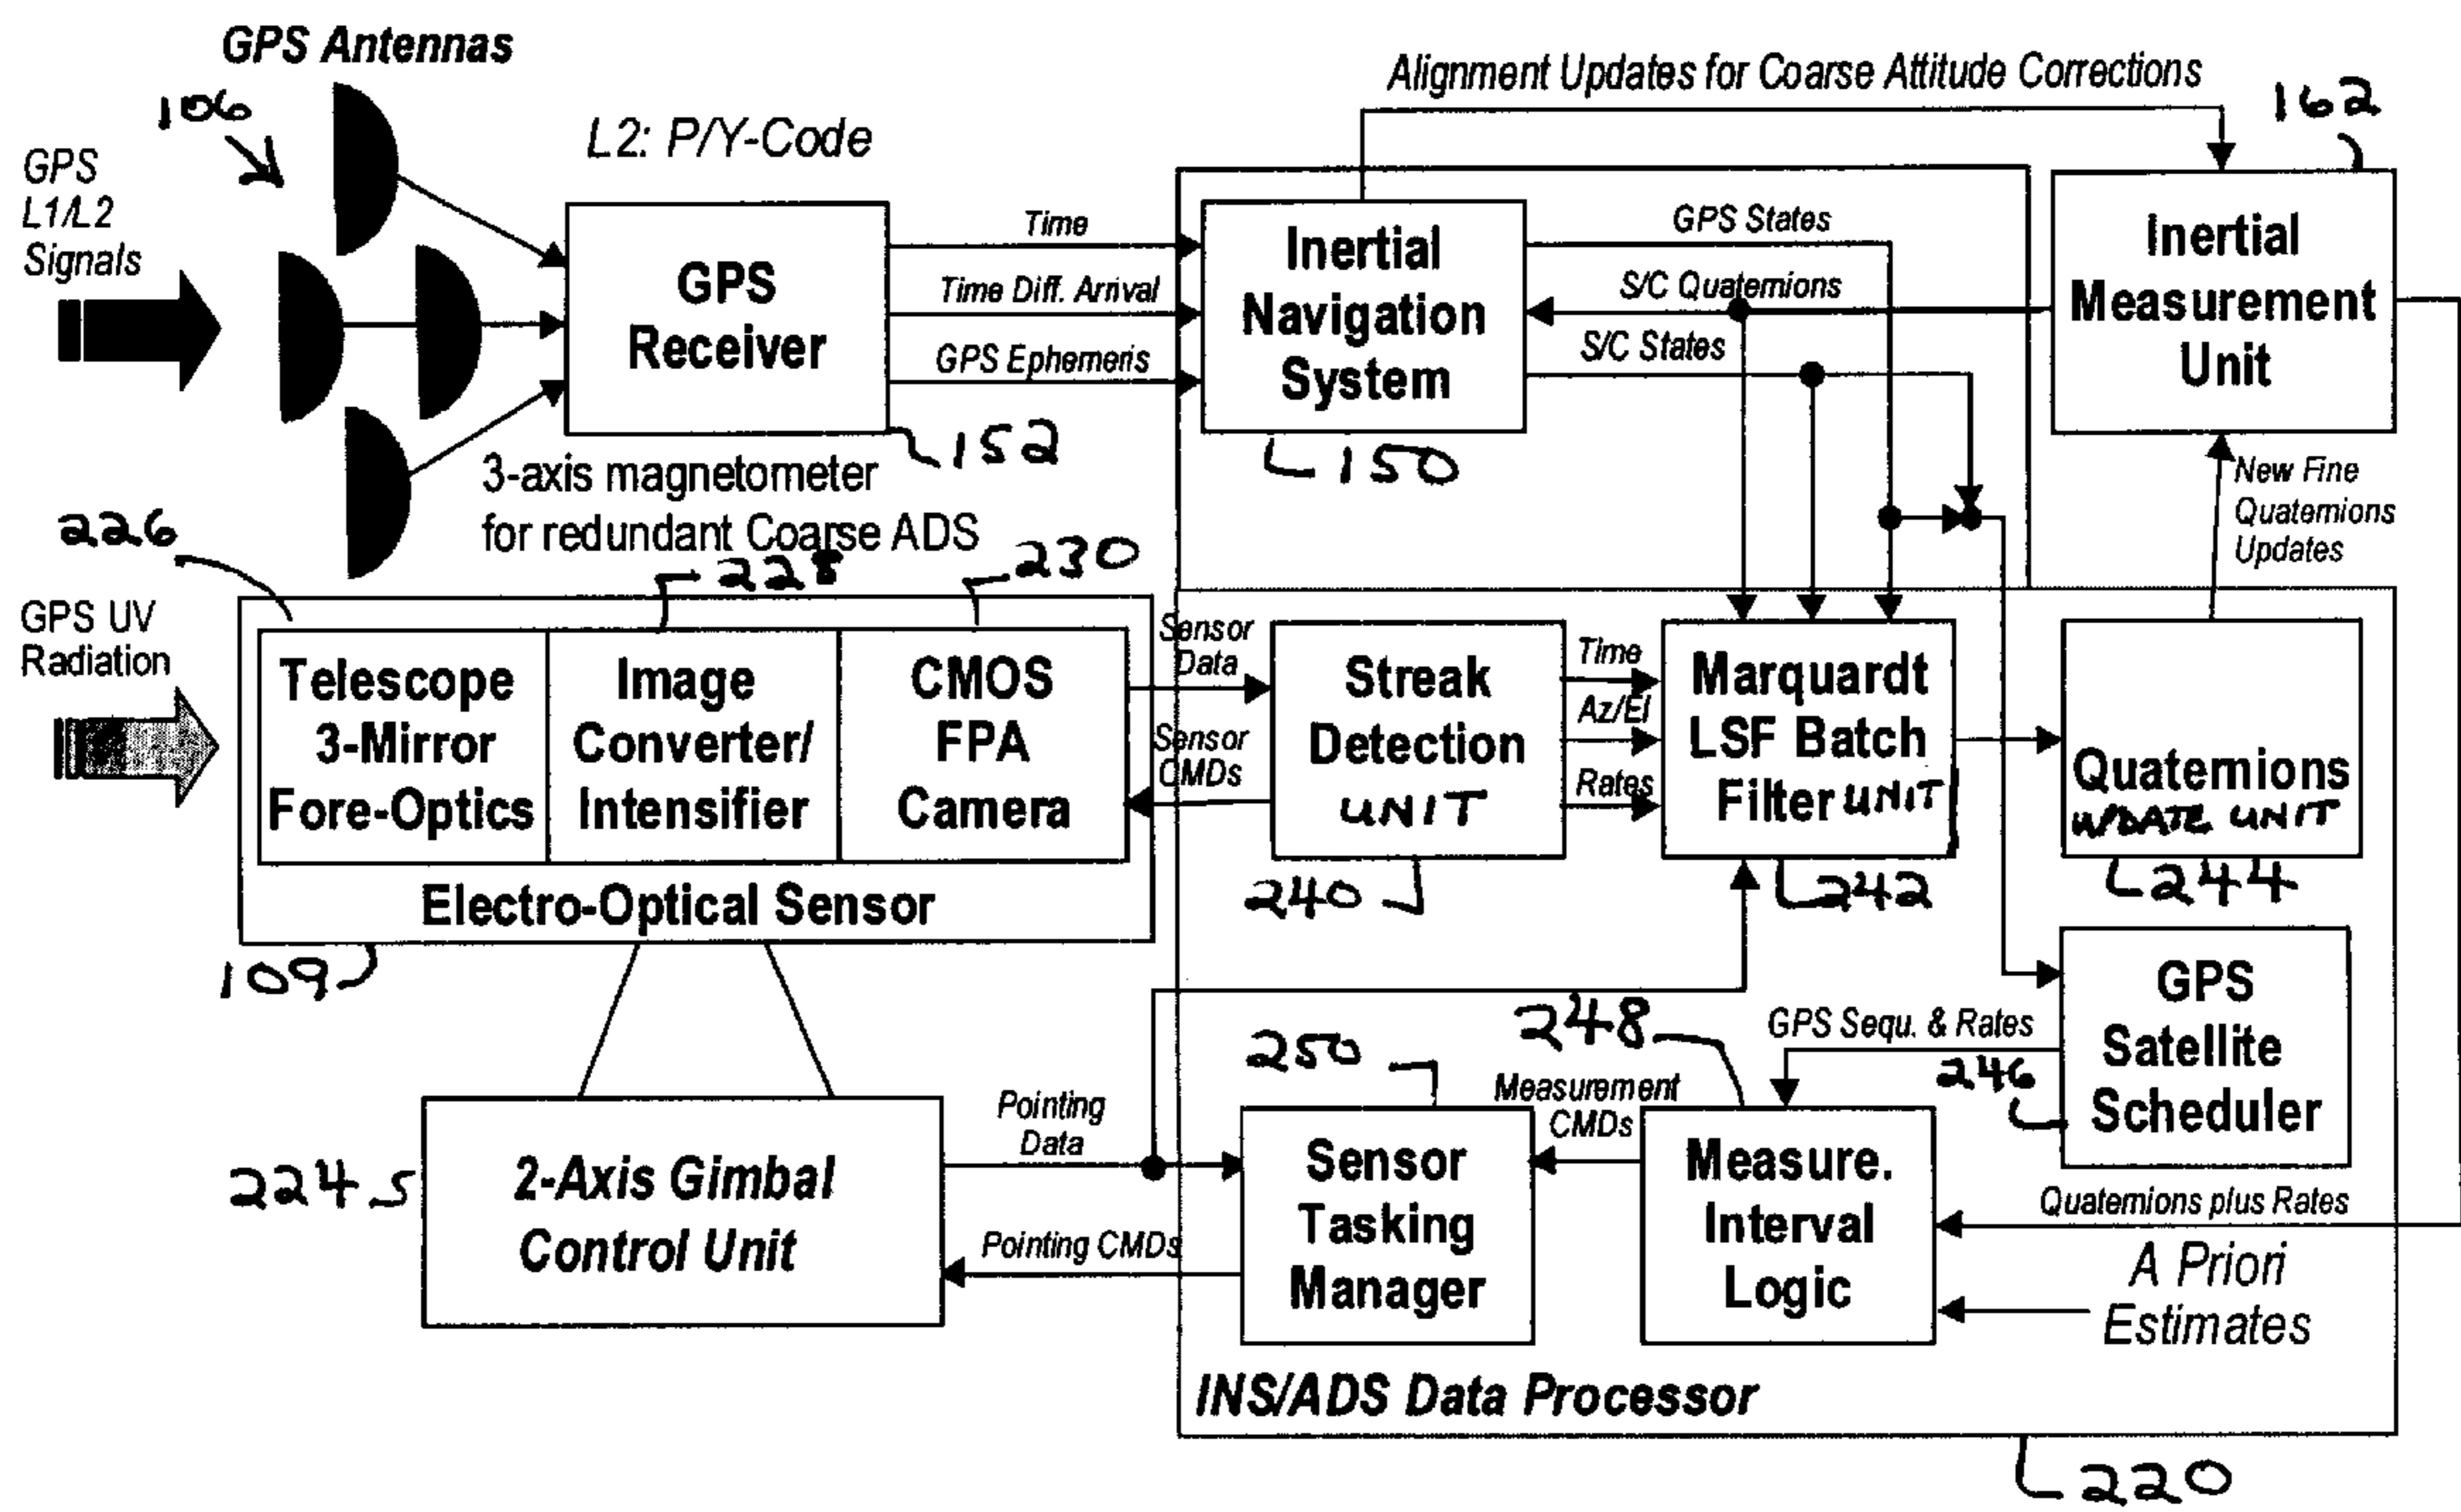 GPS Antennas
106
GPS
L1/L2
Signals
L2: P/Y-Code
Alignment Updates for Coarse Attitude Corrections
162
GPS
Receiver
152
Time
Time Diff. Arrival
GPS Ephemeris
Inertial
Navigation
System
150
GPS States
S/C Quaternions
S/C States
Inertial
Measurement
Unit
3-axis magnetometer
for redundant Coarse ADS
New Fine
Quaternions
Updates
226
228
230
GPS UV
Radiation
Telescope
3-Mirror
Fore-Optics
Image
Converter/
Intensifier
CMOS
FPA
Camera
Electro-Optical Sensor
109
Sensor
Data
Sensor
CMDs
Streak
Detection
UNIT
240
Time
Az/El
Rates
Marquardt
LSF Batch
Filter UNIT
242
Quaternions
UPDATE UNIT
244
GPS
Satellite
Scheduler
246
GPS Sequ. & Rates
248
250
Measurement
CMDs
2-Axis Gimbal
Control Unit
224
Pointing
Data
Pointing CMDs
Sensor
Tasking
Manager
Measure.
Interval
Logic
Quaternions plus Rates
A Priori
Estimates
INS/ADS Data Processor
220